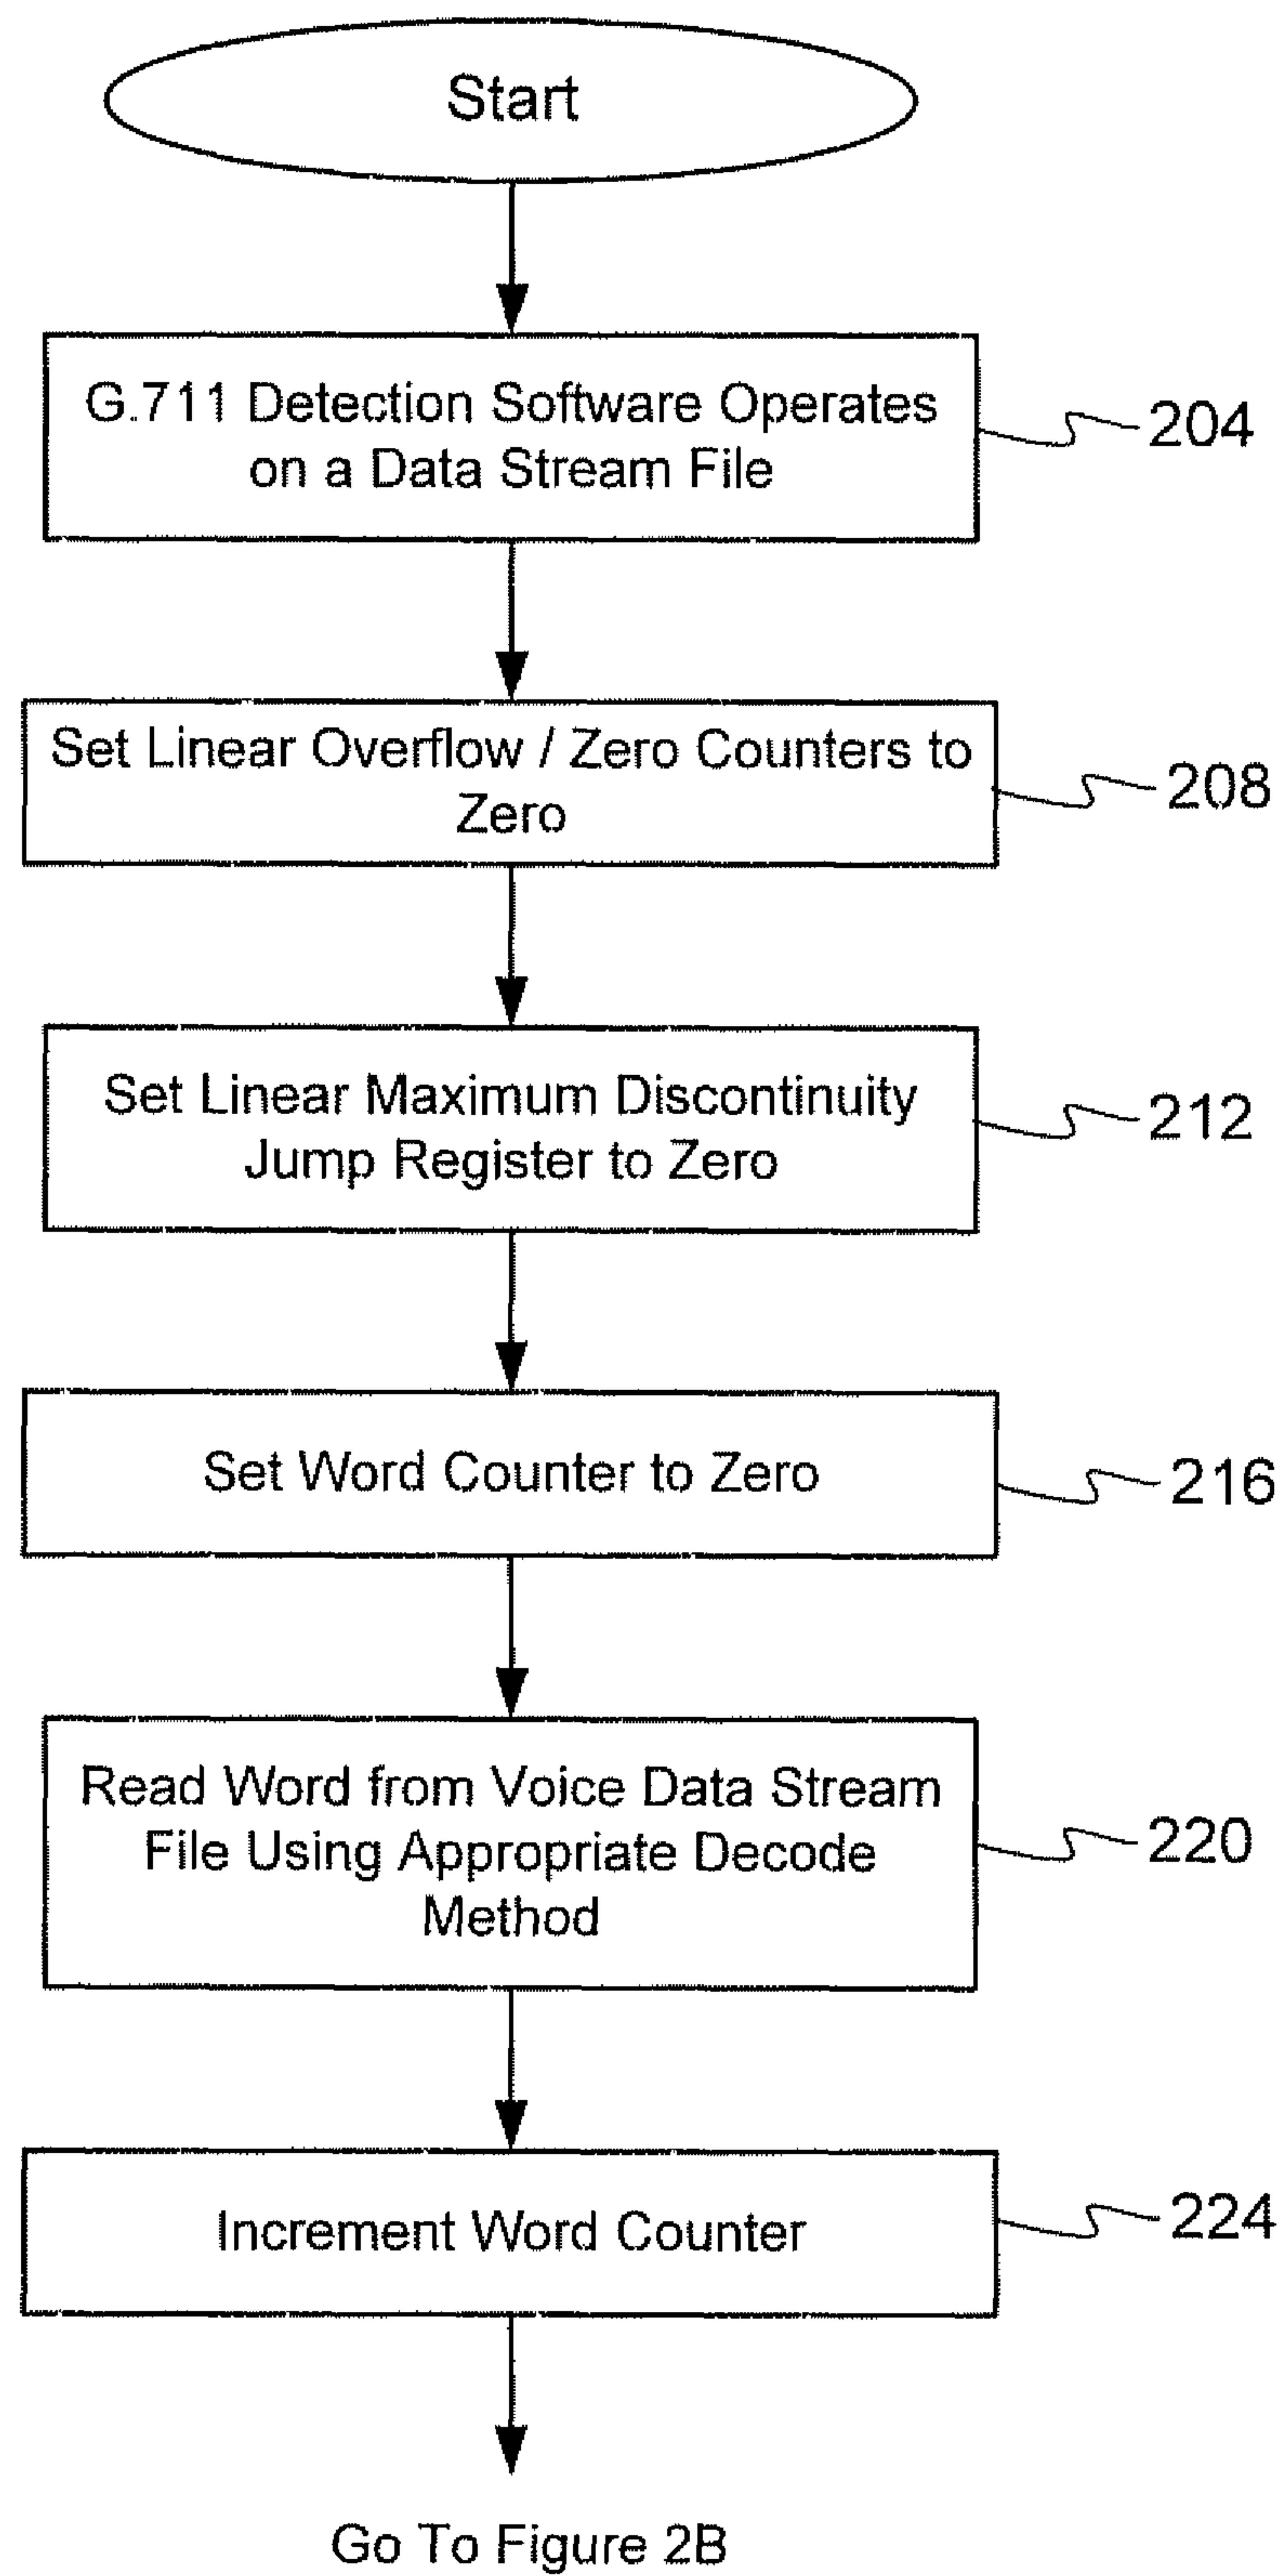 Start
G.711 Detection Software Operates
on a Data Stream File
204
Set Linear Overflow / Zero Counters to
Zero
208
Set Linear Maximum Discontinuity
Jump Register to Zero
212
Set Word Counter to Zero
216
Read Word from Voice Data Stream
File Using Appropriate Decode
Method
220
Increment Word Counter
224
Go To Figure 2B